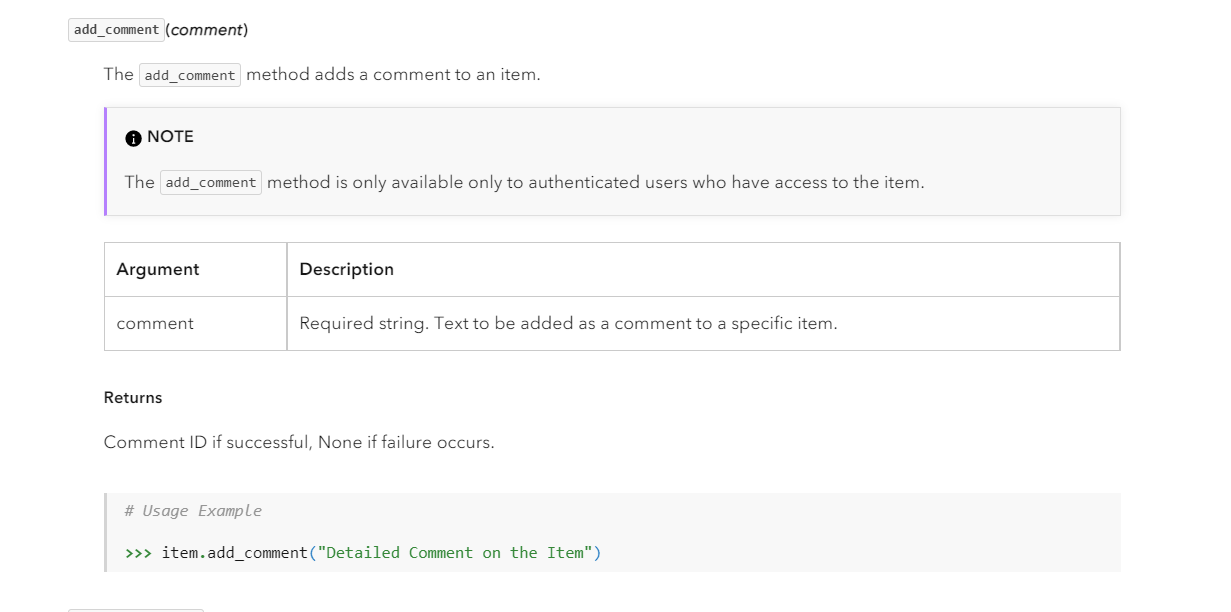 add_comment(comment)
The add_comment method adds a comment to an item.
NOTE
The add_comment method is only available only to authenticated users who have access to the item.
Argument Description
comment Required string. Text to be added as a comment to a specific item.
Returns
Comment ID if successful, None if failure occurs.
# Usage Example
>>> item.add_comment("Detailed Comment on the Item")